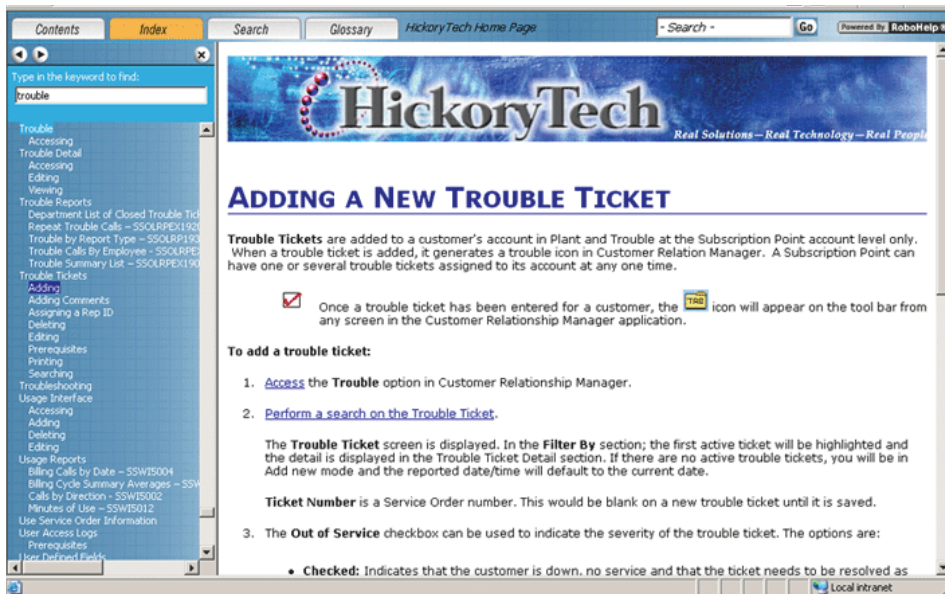 Contents Index Search Glossary HickoryTech Home Page - Search - Go Powered By RoboHelp
Type in the keyword to find:
trouble
Trouble
Accessing
Trouble Detail
Accessing
Editing
Viewing
Trouble Reports
Department List of Closed Trouble Tick
Repeat Trouble Calls – SSOLRPEX192
Trouble by Report Type – SSOLRP193
Trouble Calls By Employee - SSOLRPEX
Trouble Summary List – SSOLRPEX190
Trouble Tickets
Adding
Adding Comments
Assigning a Rep ID
Deleting
Editing
Prerequisites
Printing
Searching
Troubleshooting
Usage Interface
Accessing
Adding
Deleting
Editing
Usage Reports
Billing Calls by Date – SSWI5004
Billing Cycle Summary Averages – SSW
Calls by Direction - SSWI5002
Minutes of Use – SSWI5012
Use Service Order Information
User Access Logs
Prerequisites
User Defined Fields
HickoryTech
Real Solutions—Real Technology—Real People
ADDING A NEW TROUBLE TICKET
Trouble Tickets are added to a customer's account in Plant and Trouble at the Subscription Point account level only.
When a trouble ticket is added, it generates a trouble icon in Customer Relation Manager. A Subscription Point can
have one or several trouble tickets assigned to its account at any one time.
Once a trouble ticket has been entered for a customer, the TRB icon will appear on the tool bar from
any screen in the Customer Relationship Manager application.
To add a trouble ticket:
1. Access the Trouble option in Customer Relationship Manager.
2. Perform a search on the Trouble Ticket.
The Trouble Ticket screen is displayed. In the Filter By section; the first active ticket will be highlighted and
the detail is displayed in the Trouble Ticket Detail section. If there are no active trouble tickets, you will be in
Add new mode and the reported date/time will default to the current date.
Ticket Number is a Service Order number. This would be blank on a new trouble ticket until it is saved.
3. The Out of Service checkbox can be used to indicate the severity of the trouble ticket. The options are:
• Checked: Indicates that the customer is down, no service and that the ticket needs to be resolved as
Local intranet